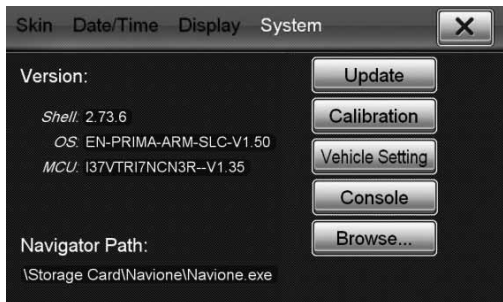 Skin Date/Time Display System X
Version:
Update
Shell: 2.73.6
Calibration
OS: EN-PRIMA-ARM-SLC-V1.50
MCU: I37VTRI7NCN3R--V1.35
Vehicle Setting
Console
Navigator Path:
Browse...
\Storage Card\Navione\Navione.exe